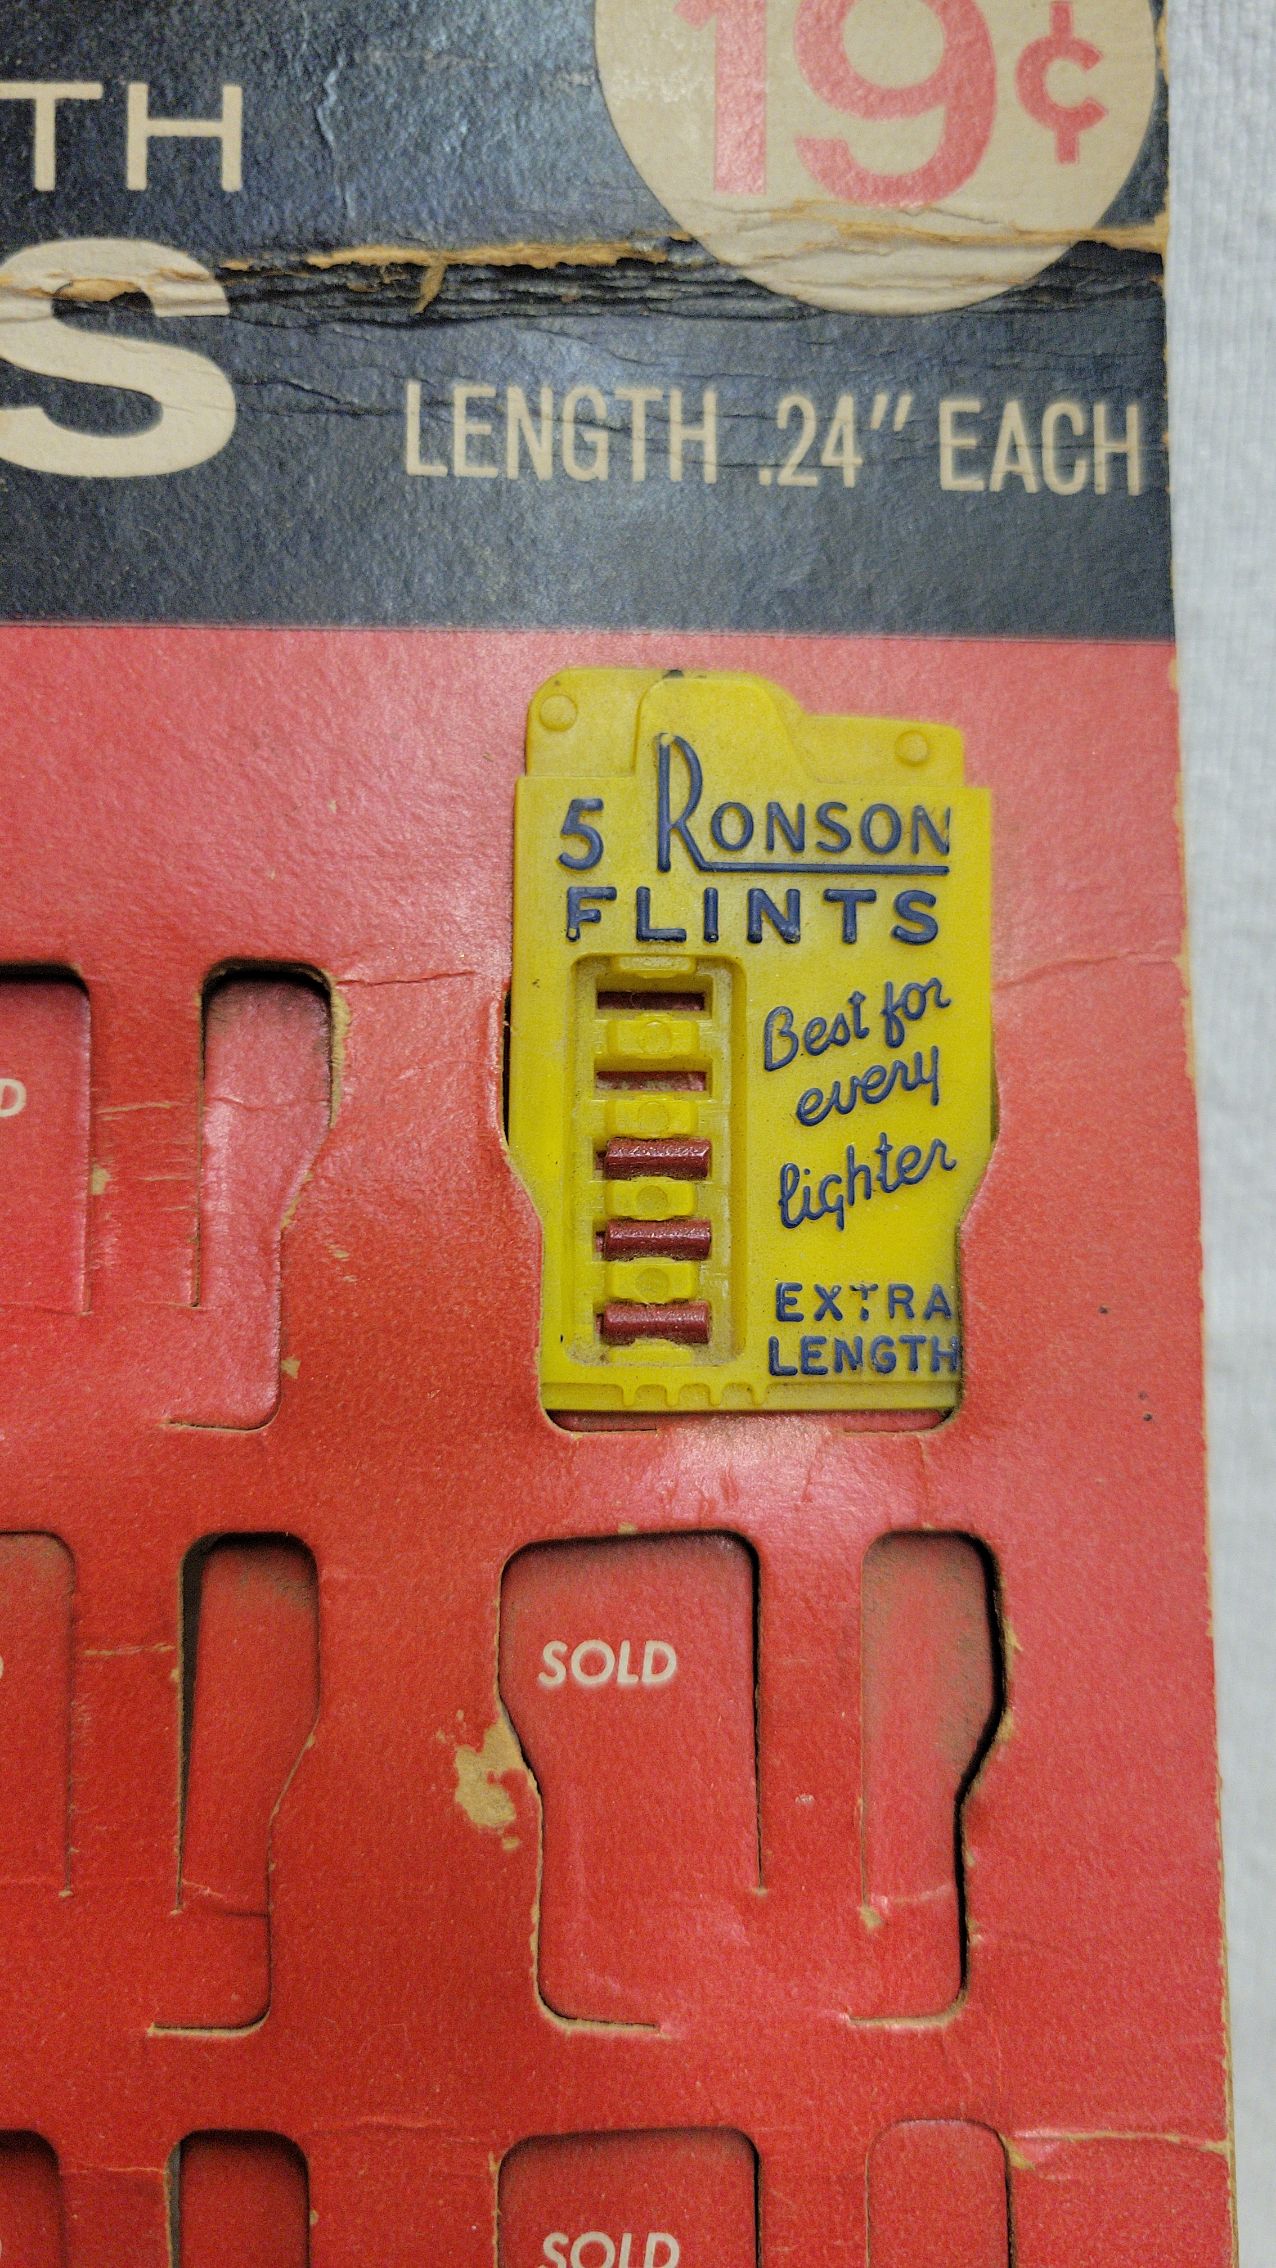 19¢
TH
S
LENGTH .24" EACH
5 RONSON
FLINTS
Best for
every
lighter
EXTRA
LENGTH
D
SOLD
SOLD